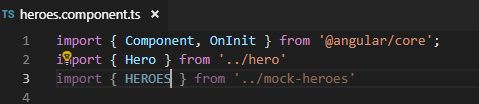 TS heroes.component.ts ×
1 import { Component, OnInit } from '@angular/core';
2 import { Hero } from '../hero'
3 import { HEROES } from '../mock-heroes'